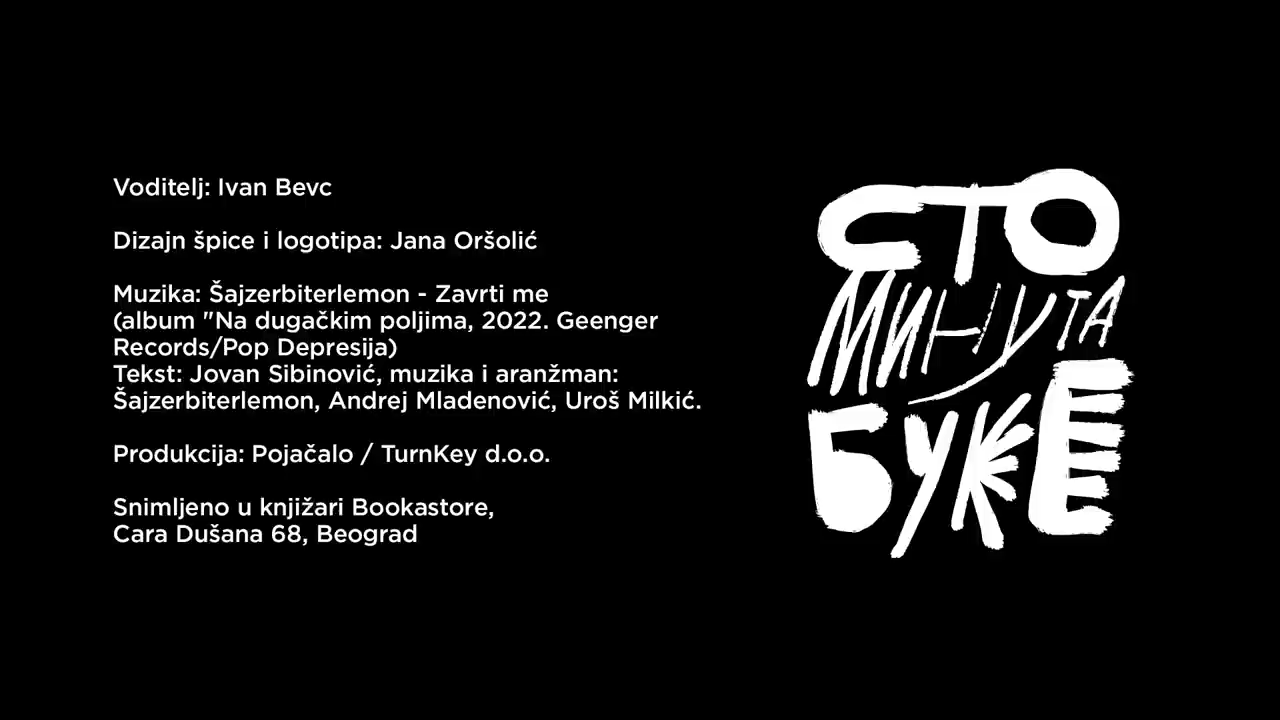 Voditelj: Ivan Bevc
Dizajn špice i logotipa: Jana Oršolić
Muzika: Šajzerbiterlemon - Zavrti me
(album "Na dugačkim poljima, 2022. Geenger
Records/Pop Depresija)
Tekst: Jovan Sibinović, muzika i aranžman:
Šajzerbiterlemon, Andrej Mladenović, Uroš Milkić.
Produkcija: Pojačalo / TurnKey d.o.o.
Snimljeno u knjižari Bookastore,
Cara Dušana 68, Beograd
СТО
МИНУТА
БУКЕ